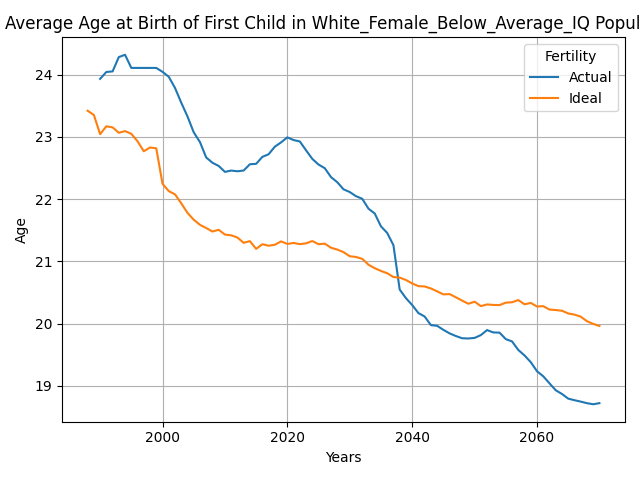 Average Age at Birth of First Child in White_Female_Below_Average_IQ Popul
Fertility
Actual
Ideal
24
23
22
21
20
19
Age
2000
2020
2040
2060
Years